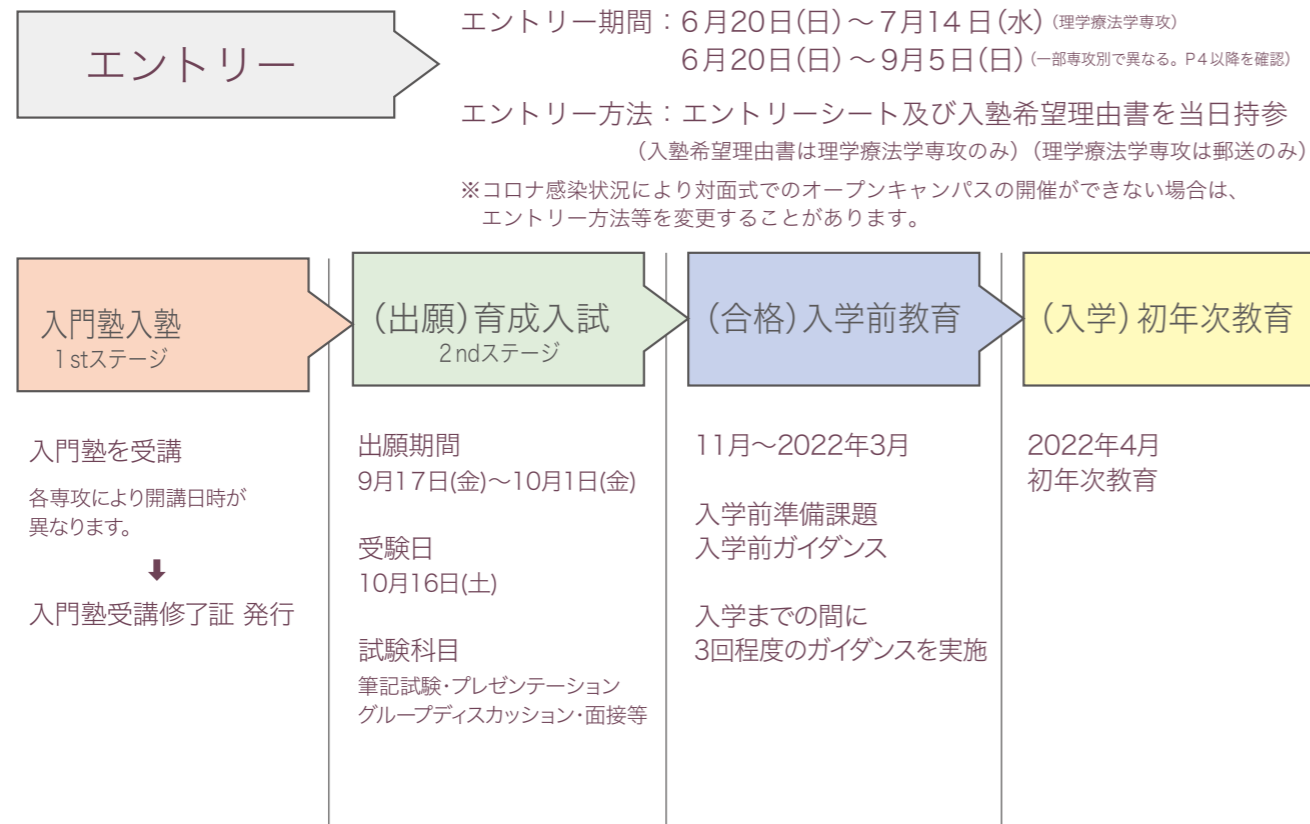 エントリー
エントリー期間：6月20日(日)～7月14日(水)(理学療法学専攻)
6月20日(日)～9月5日(日)(一部専攻別で異なる。P4以降を確認)
エントリー方法：エントリーシート及び入塾希望理由書を当日持参
(入塾希望理由書は理学療法学専攻のみ)(理学療法学専攻は郵送のみ)
※コロナ感染状況により対面式でのオープンキャンパスの開催ができない場合は、
エントリー方法等を変更することがあります。
入門塾入塾
1stステージ
入門塾を受講
各専攻により開講日時が
異なります。
⬇
入門塾受講修了証 発行
(出願)育成入試
2ndステージ
出願期間
9月17日(金)～10月1日(金)
受験日
10月16日(土)
試験科目
筆記試験・プレゼンテーション
グループディスカッション・面接等
(合格)入学前教育
11月～2022年3月
入学前準備課題
入学前ガイダンス
入学までの間に
3回程度のガイダンスを実施
(入学)初年次教育
2022年4月
初年次教育